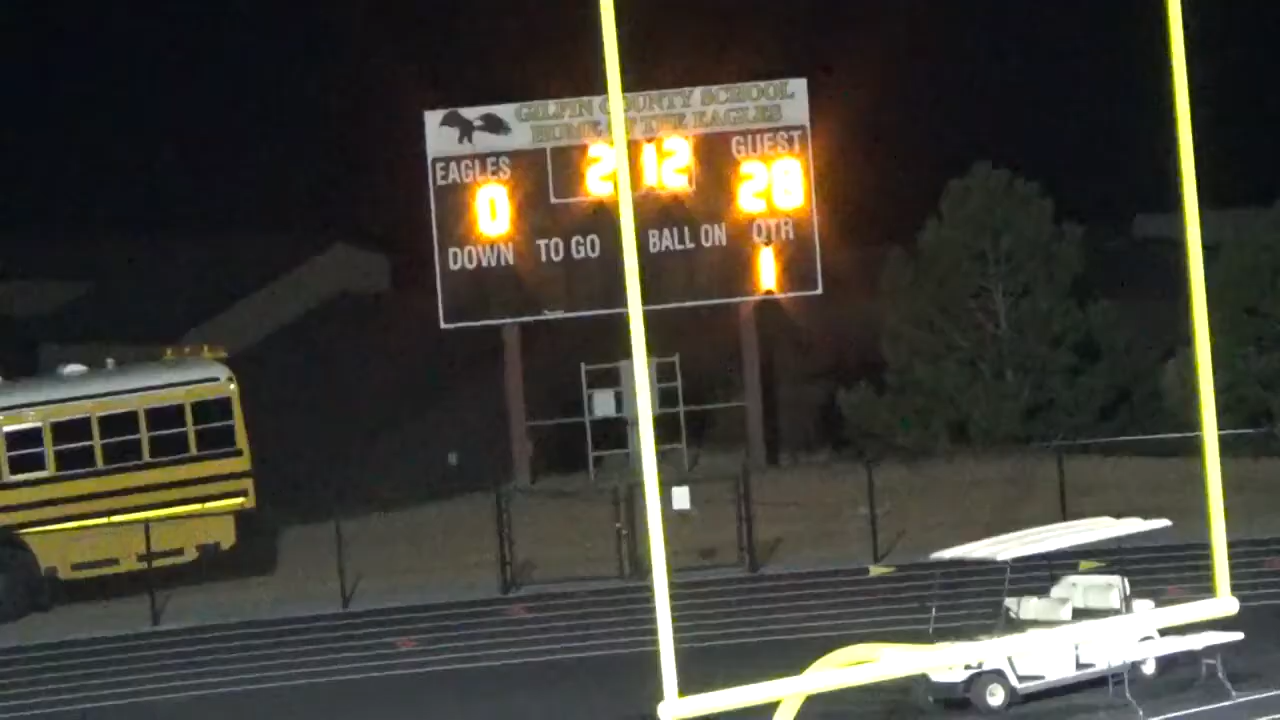 GILPIN COUNTY SCHOOL
HOME OF THE EAGLES
EAGLES 2 12 GUEST
0 28
DOWN TO GO BALL ON QTR
1